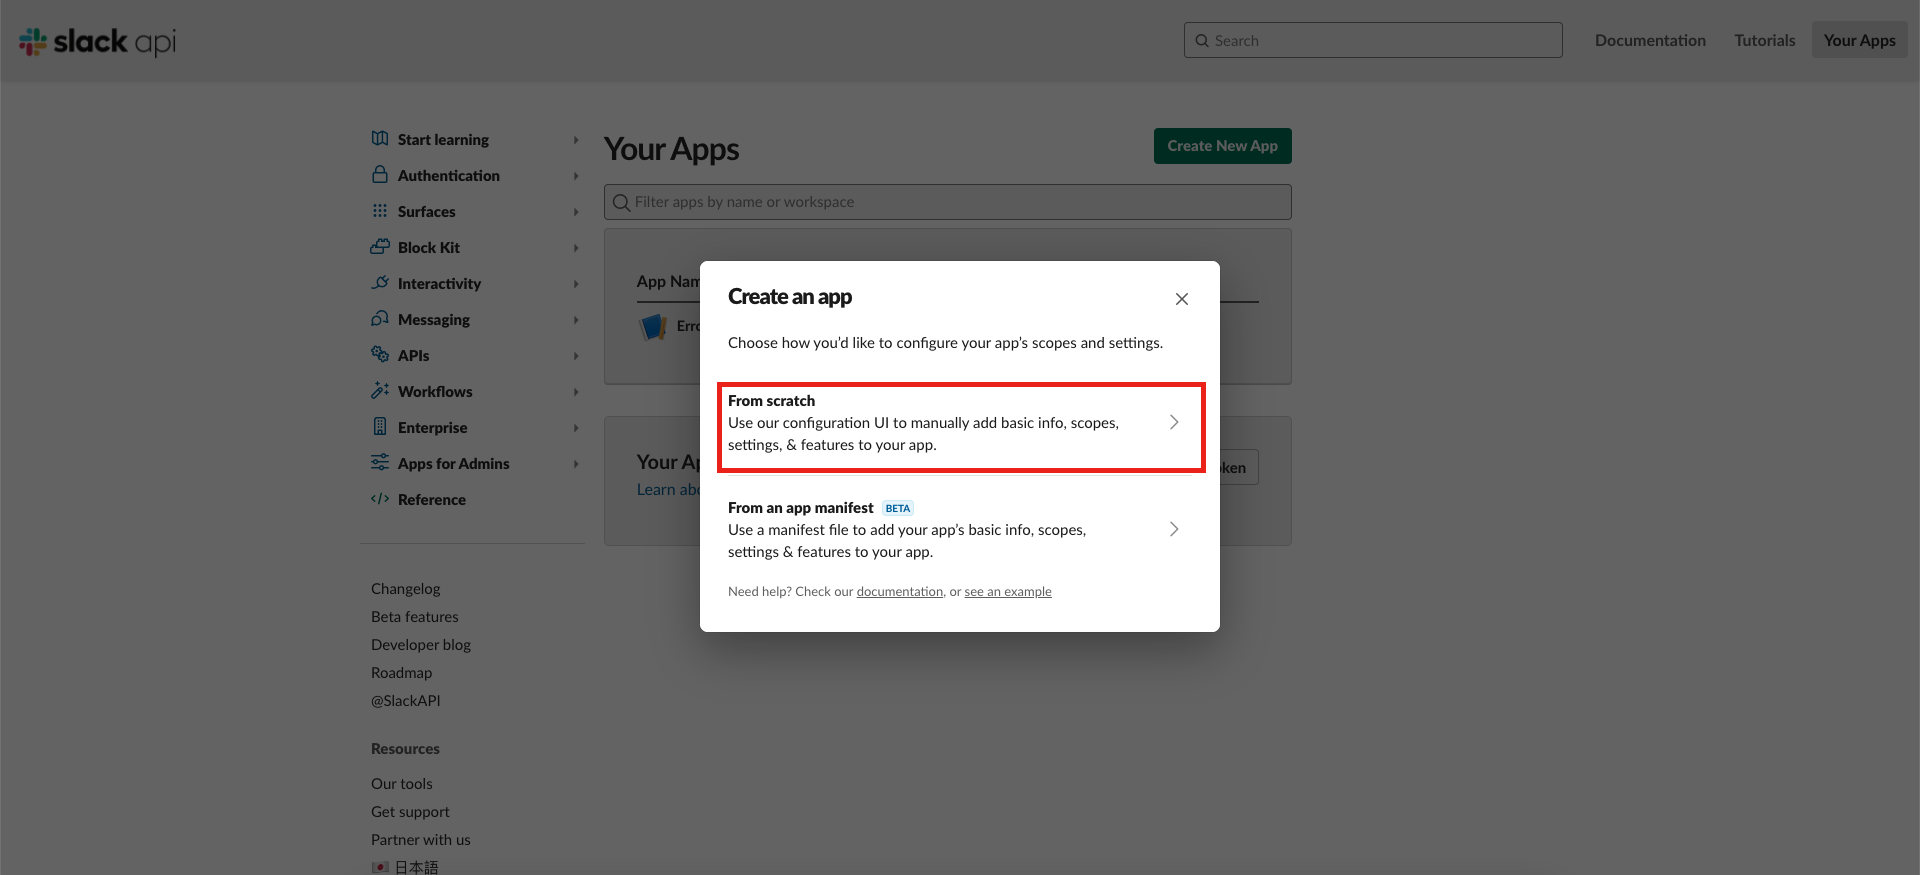 slack api
Search
Documentation
Tutorials
Your Apps
Start learning
Authentication
Surfaces
Block Kit
Interactivity
Messaging
APIs
Workflows
Enterprise
Apps for Admins
Reference
Changelog
Beta features
Developer blog
Roadmap
@SlackAPI
Resources
Our tools
Get support
Partner with us
日本語
Your Apps
Create New App
Filter apps by name or workspace
App Nam
Erro
Your Ap
Learn abo
ken
Create an app
Choose how you’d like to configure your app’s scopes and settings.
From scratch
Use our configuration UI to manually add basic info, scopes,
settings, & features to your app.
From an app manifest BETA
Use a manifest file to add your app’s basic info, scopes,
settings & features to your app.
Need help? Check our documentation, or see an example